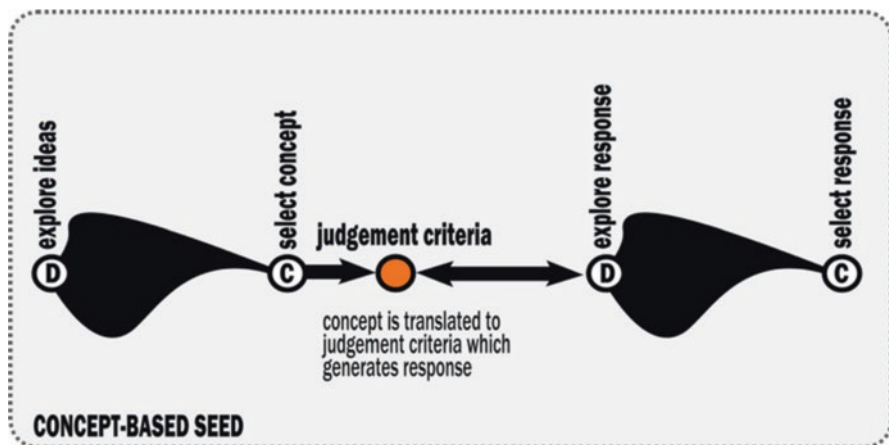 explore ideas
select concept
explore response
select response
judgement criteria
D
C
D
C
concept is translated to
judgement criteria which
generates response
CONCEPT-BASED SEED